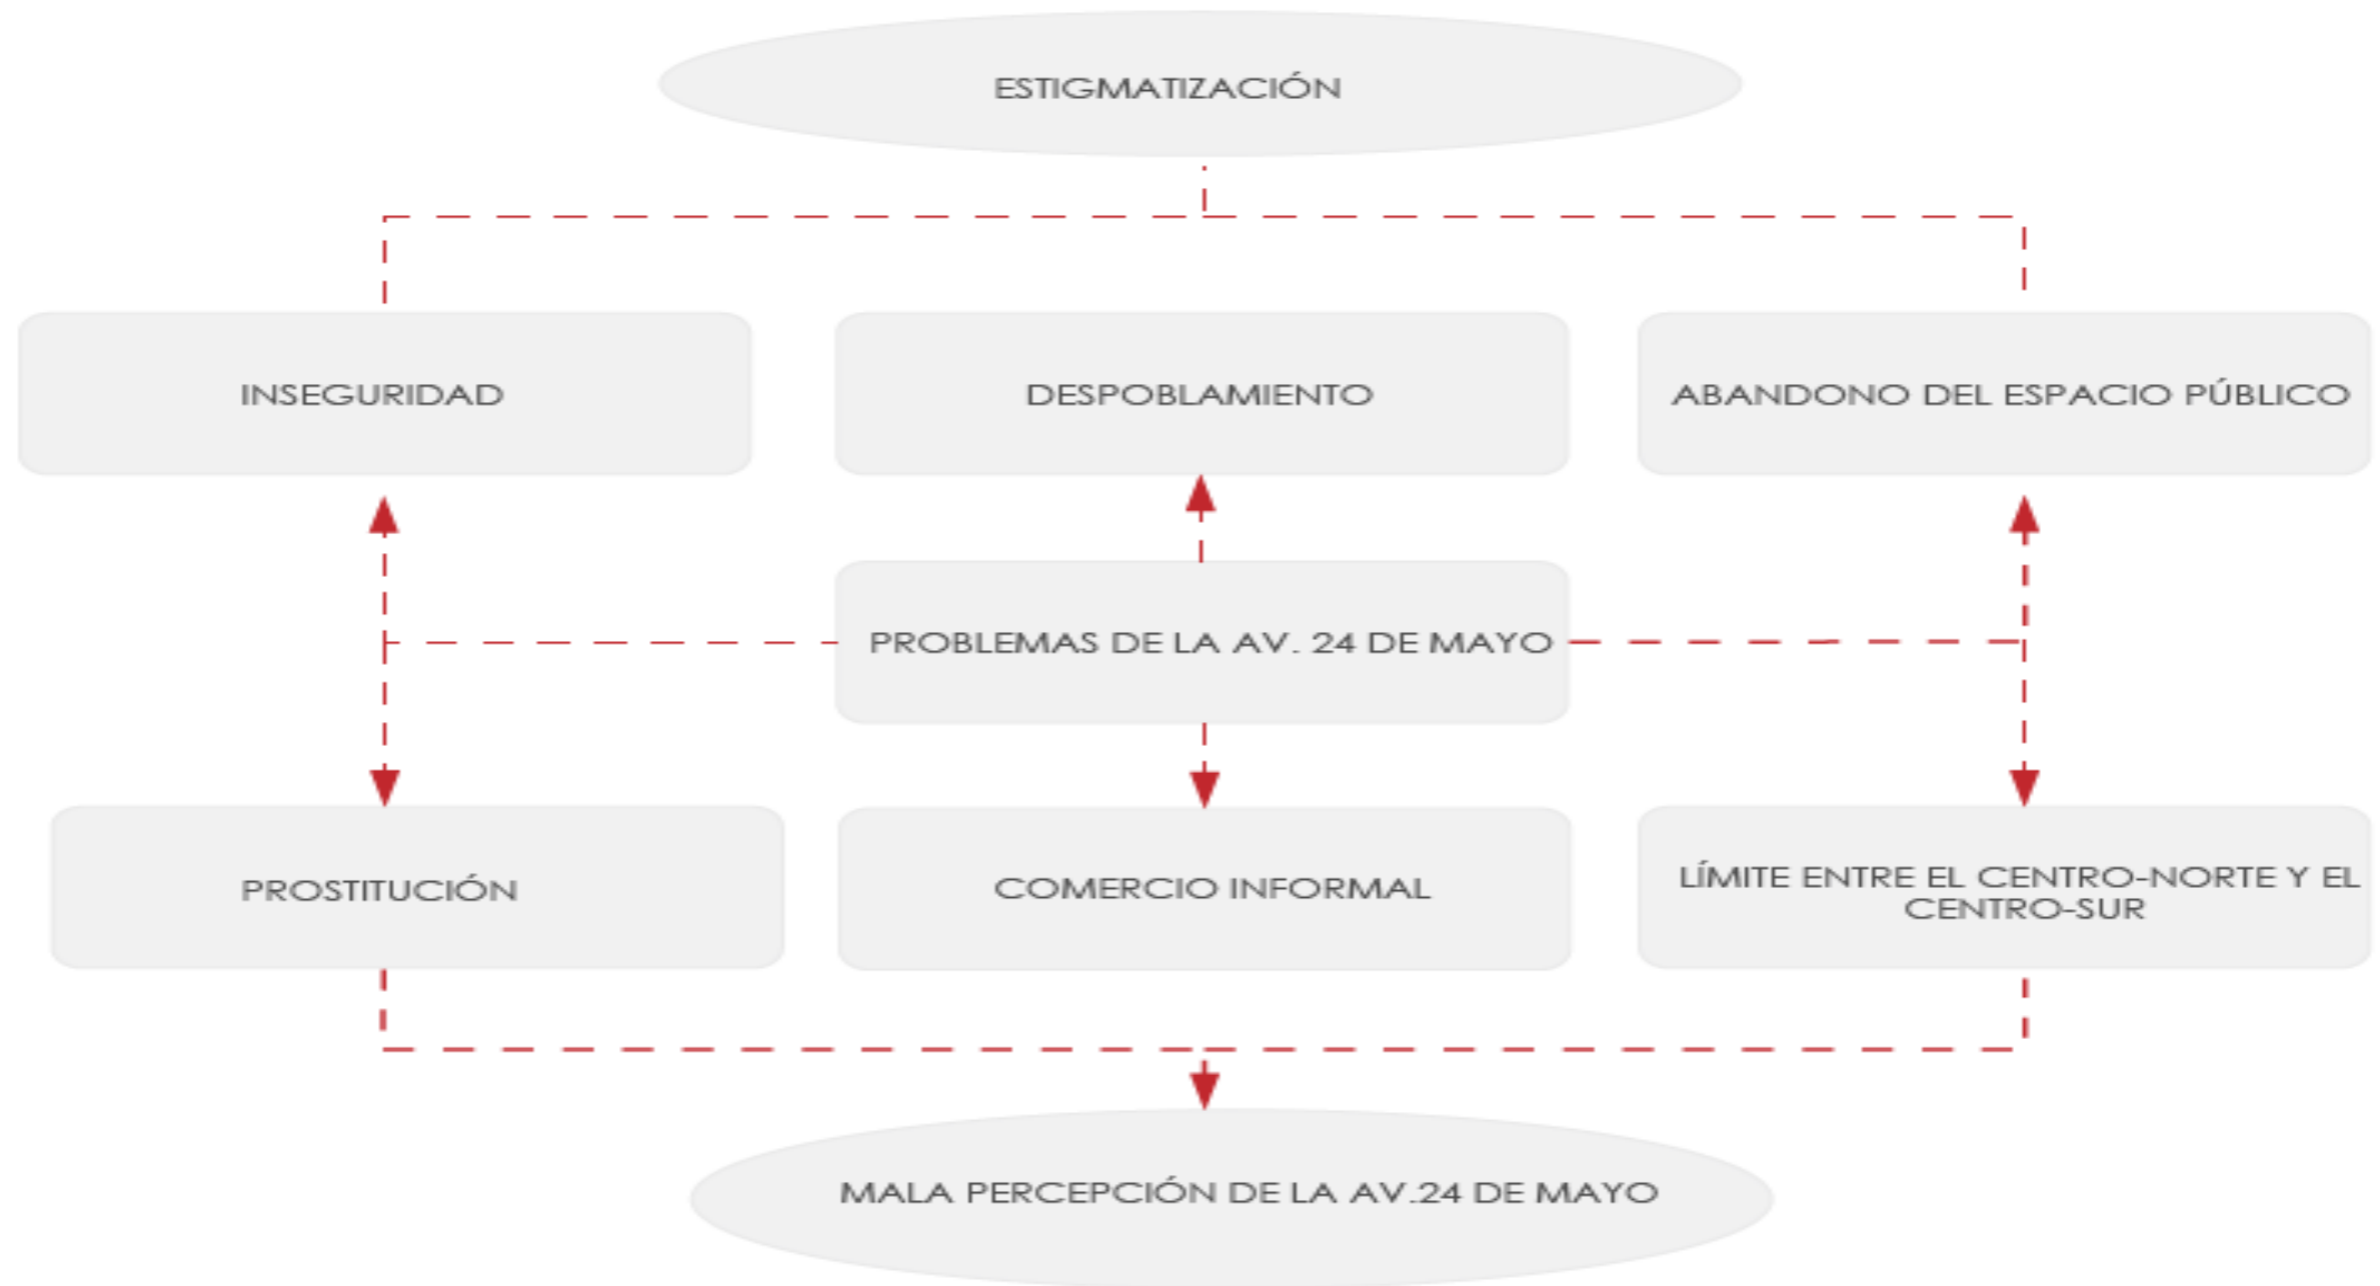 ESTIGMATIZACIÓN
INSEGURIDAD
DESPOBLAMIENTO
ABANDONO DEL ESPACIO PÚBLICO
PROBLEMAS DE LA AV. 24 DE MAYO
PROSTITUCIÓN
COMERCIO INFORMAL
LÍMITE ENTRE EL CENTRO-NORTE Y EL
CENTRO-SUR
MALA PERCEPCIÓN DE LA AV.24 DE MAYO